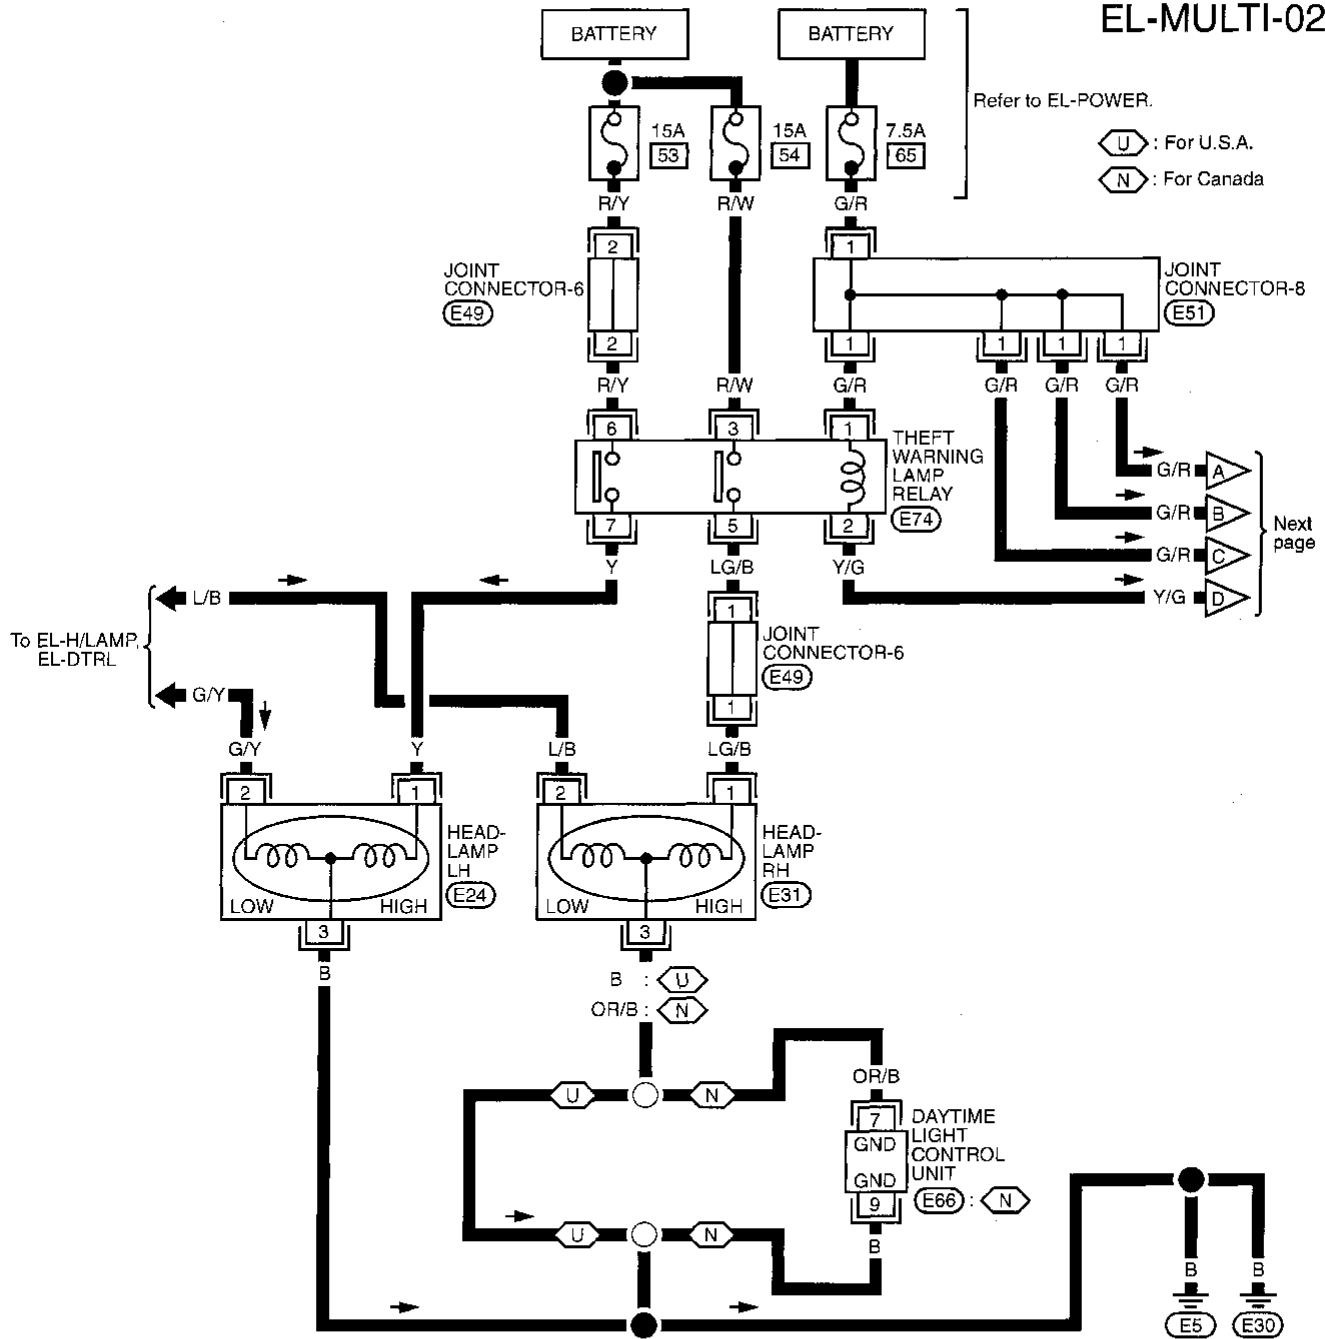 EL-MULTI-02
BATTERY
BATTERY
Refer to EL-POWER.
15A
53
15A
54
7.5A
65
U : For U.S.A.
N : For Canada
R/Y
R/W
G/R
2
1
JOINT
CONNECTOR-6
E49
JOINT
CONNECTOR-8
E51
2
1
1
1
1
R/Y
R/W
G/R
G/R
G/R
G/R
6
3
1
THEFT
WARNING
LAMP
RELAY
E74
7
5
2
G/R A
G/R B
G/R C
Y/G D
Next
page
Y
LG/B
Y/G
L/B
To EL-H/LAMP,
EL-DTRL
G/Y
1
JOINT
CONNECTOR-6
E49
1
G/Y
Y
L/B
LG/B
2
1
2
1
HEAD-
LAMP
LH
E24
HEAD-
LAMP
RH
E31
LOW
HIGH
LOW
HIGH
3
3
B
B : U
OR/B : N
U
N
OR/B
7
GND
GND
9
DAYTIME
LIGHT
CONTROL
UNIT
E66 : N
U
N
B
B
B
E5
E30